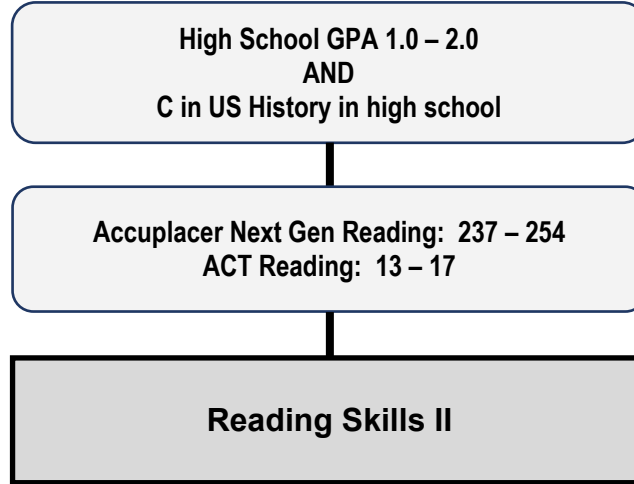 High School GPA 1.0 – 2.0
AND
C in US History in high school
Accuplacer Next Gen Reading: 237 – 254
ACT Reading: 13 – 17
Reading Skills II